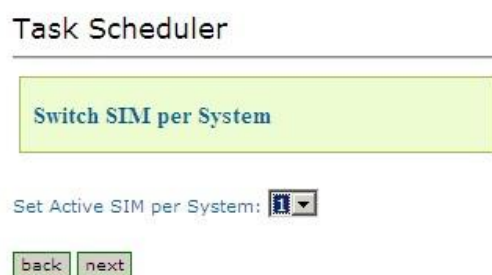 Task Scheduler
Switch SIM per System
Set Active SIM per System: 1
back next